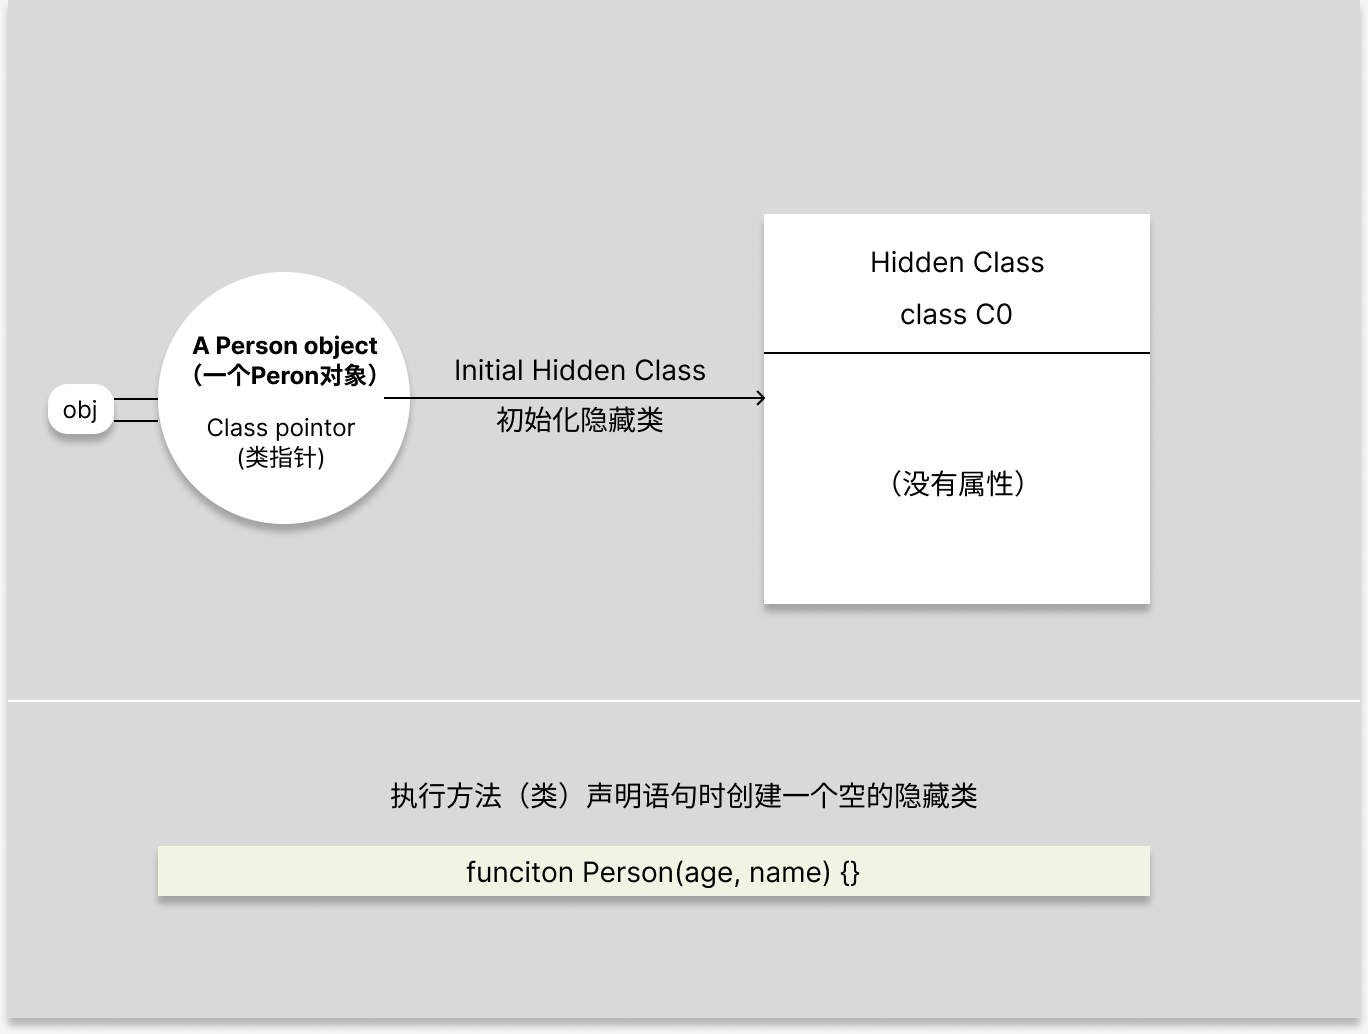 Hidden Class
class C0
A Person object
（一个Peron对象）
Initial Hidden Class
obj
初始化隐藏类
Class pointor
(类指针)
（没有属性）
执行方法（类）声明语句时创建一个空的隐藏类
funciton Person(age, name) {}